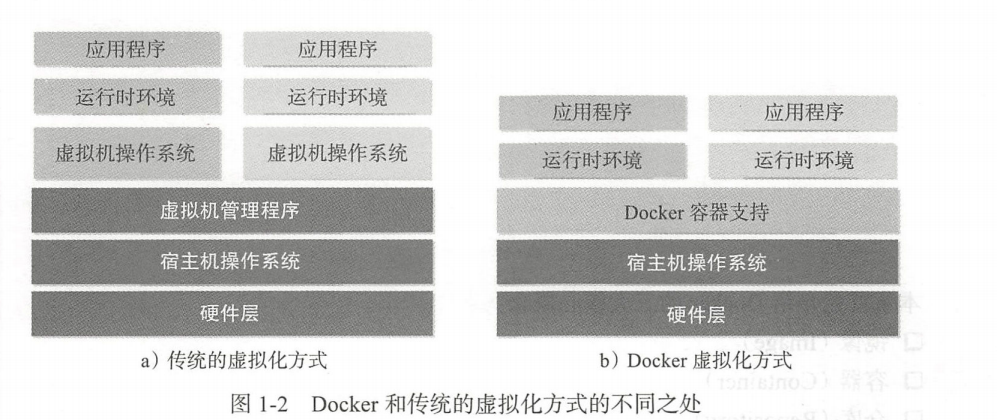 应用程序 应用程序
运行时环境 运行时环境
虚拟机操作系统 虚拟机操作系统
虚拟机管理程序
宿主机操作系统
硬件层
a）传统的虚拟化方式
应用程序 应用程序
运行时环境 运行时环境
Docker 容器支持
宿主机操作系统
硬件层
b）Docker 虚拟化方式
图 1-2 Docker 和传统的虚拟化方式的不同之处